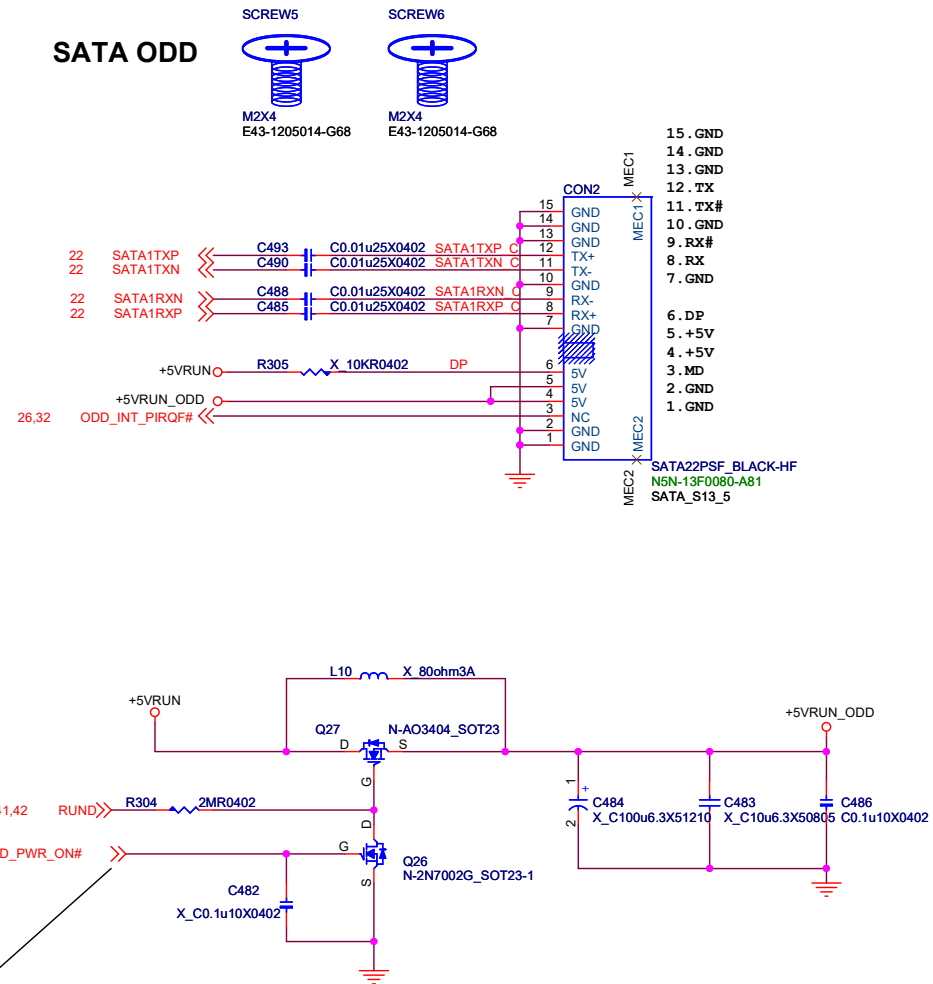 SCREW5
SCREW6
SATA ODD
M2X4
M2X4
E43-1205014-G68
E43-1205014-G68
15.GND
14.GND
13.GND
12.TX
11.TX#
10.GND
9.RX#
8.RX
7.GND
6.DP
5.+5V
4.+5V
3.MD
2.GND
1.GND
MEC1
CON2
MEC1
15 GND
14 GND
13 GND
22 SATA1TXP C493 C0.01u25X0402 SATA1TXP_C 12 TX+
22 SATA1TXN C490 C0.01u25X0402 SATA1TXN_C 11 TX-
10 GND
22 SATA1RXN C488 C0.01u25X0402 SATA1RXN_C 9 RX-
22 SATA1RXP C485 C0.01u25X0402 SATA1RXP_C 8 RX+
7 GND
+5VRUN R305 X_10KR0402 DP 6 5V
5 5V
+5VRUN_ODD 4 5V
26,32 ODD_INT_PIRQF# 3 NC
2 GND
1 GND
MEC2
MEC2
SATA22PSF_BLACK-HF
N5N-13F0080-A81
SATA_S13_5
L10 X_80ohm3A
+5VRUN
+5VRUN_ODD
Q27 N-AO3404_SOT23
D S
G
41,42 RUND R304 2MR0402
1
+
C484
X_C100u6.3X51210
2
C483
X_C10u6.3X50805
C486
C0.1u10X0402
D
D_PWR_ON# G
S
Q26
N-2N7002G_SOT23-1
C482
X_C0.1u10X0402